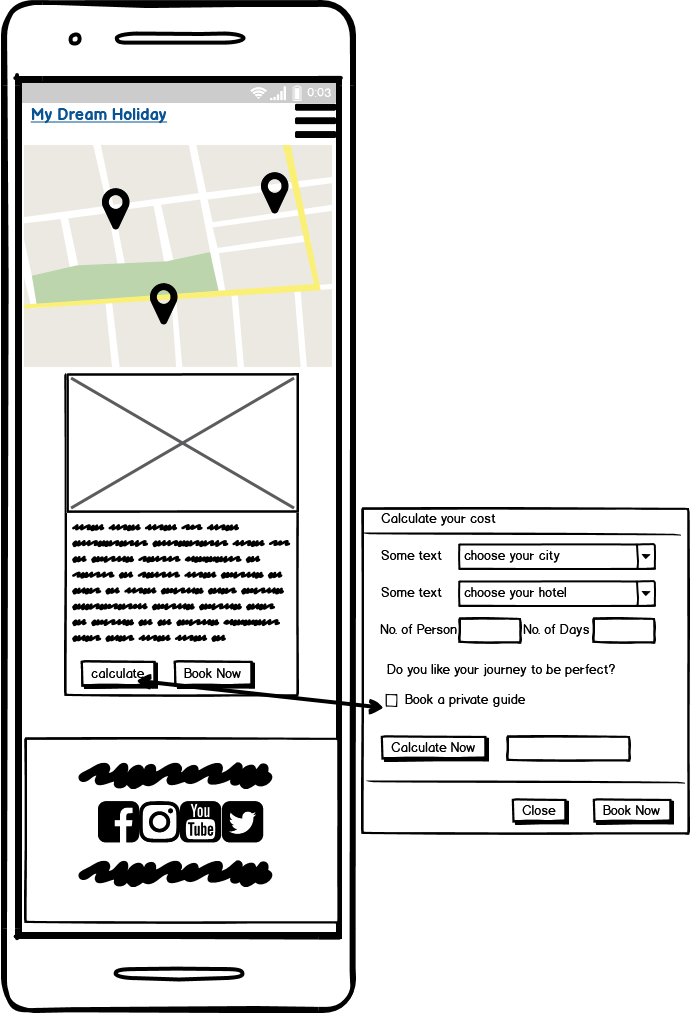 0:03
My Dream Holiday
calculate
Book Now
You
Tube
Calculate your cost
Some text choose your city
Some text choose your hotel
No. of Person No. of Days
Do you like your journey to be perfect?
Book a private guide
Calculate Now
Close Book Now